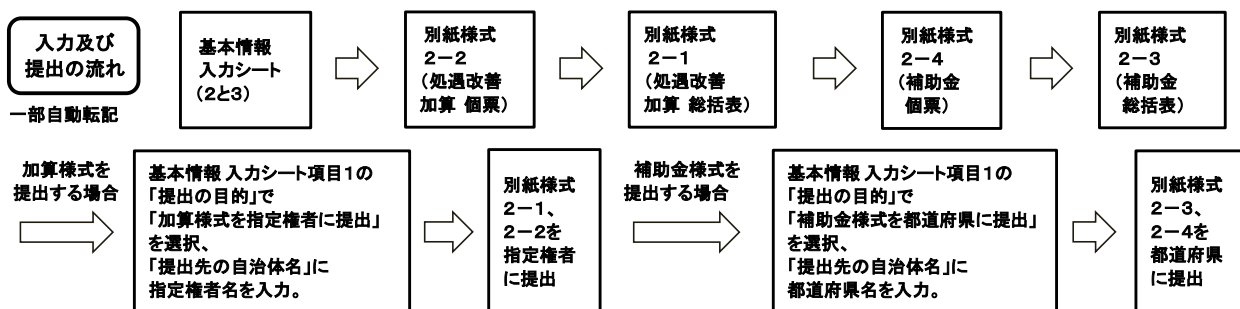 入力及び
提出の流れ
一部自動転記
基本情報
入力シート
(2と3)
別紙様式
2－2
(処遇改善
加算 個票)
別紙様式
2－1
(処遇改善
加算 総括表)
別紙様式
2－4
(補助金
個票)
別紙様式
2－3
(補助金
総括表)
加算様式を
提出する場合
基本情報 入力シート項目1の
「提出の目的」で
「加算様式を指定権者に提出」
を選択、
「提出先の自治体名」に
指定権者名を入力。
別紙様式
2－1、
2－2を
指定権者
に提出
補助金様式を
提出する場合
基本情報 入力シート項目1の
「提出の目的」で
「補助金様式を都道府県に提出」
を選択、
「提出先の自治体名」に
都道府県名を入力。
別紙様式
2－3、
2－4を
都道府県
に提出